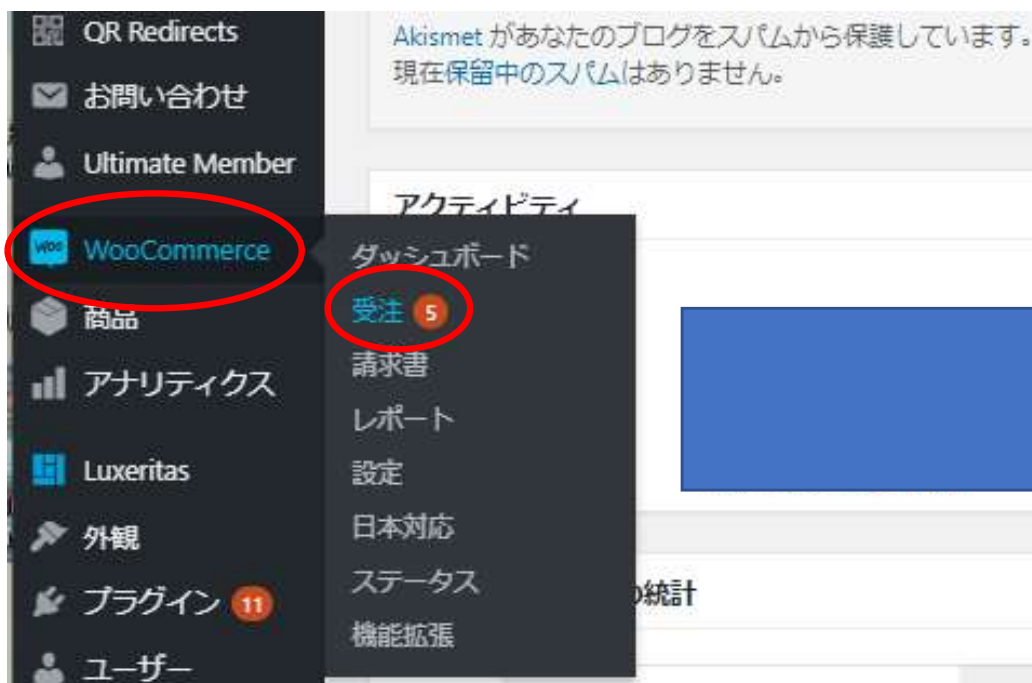 QR Redirects
お問い合わせ
Ultimate Member
Woo WooCommerce
商品
アナリティクス
Luxeritas
外観
プラグイン 11
ユーザー
ダッシュボード
受注 5
請求書
レポート
設定
日本対応
ステータス
機能拡張
Akismet があなたのブログをスパムから保護しています。
現在保留中のスパムはありません。
アクティビティ
の統計